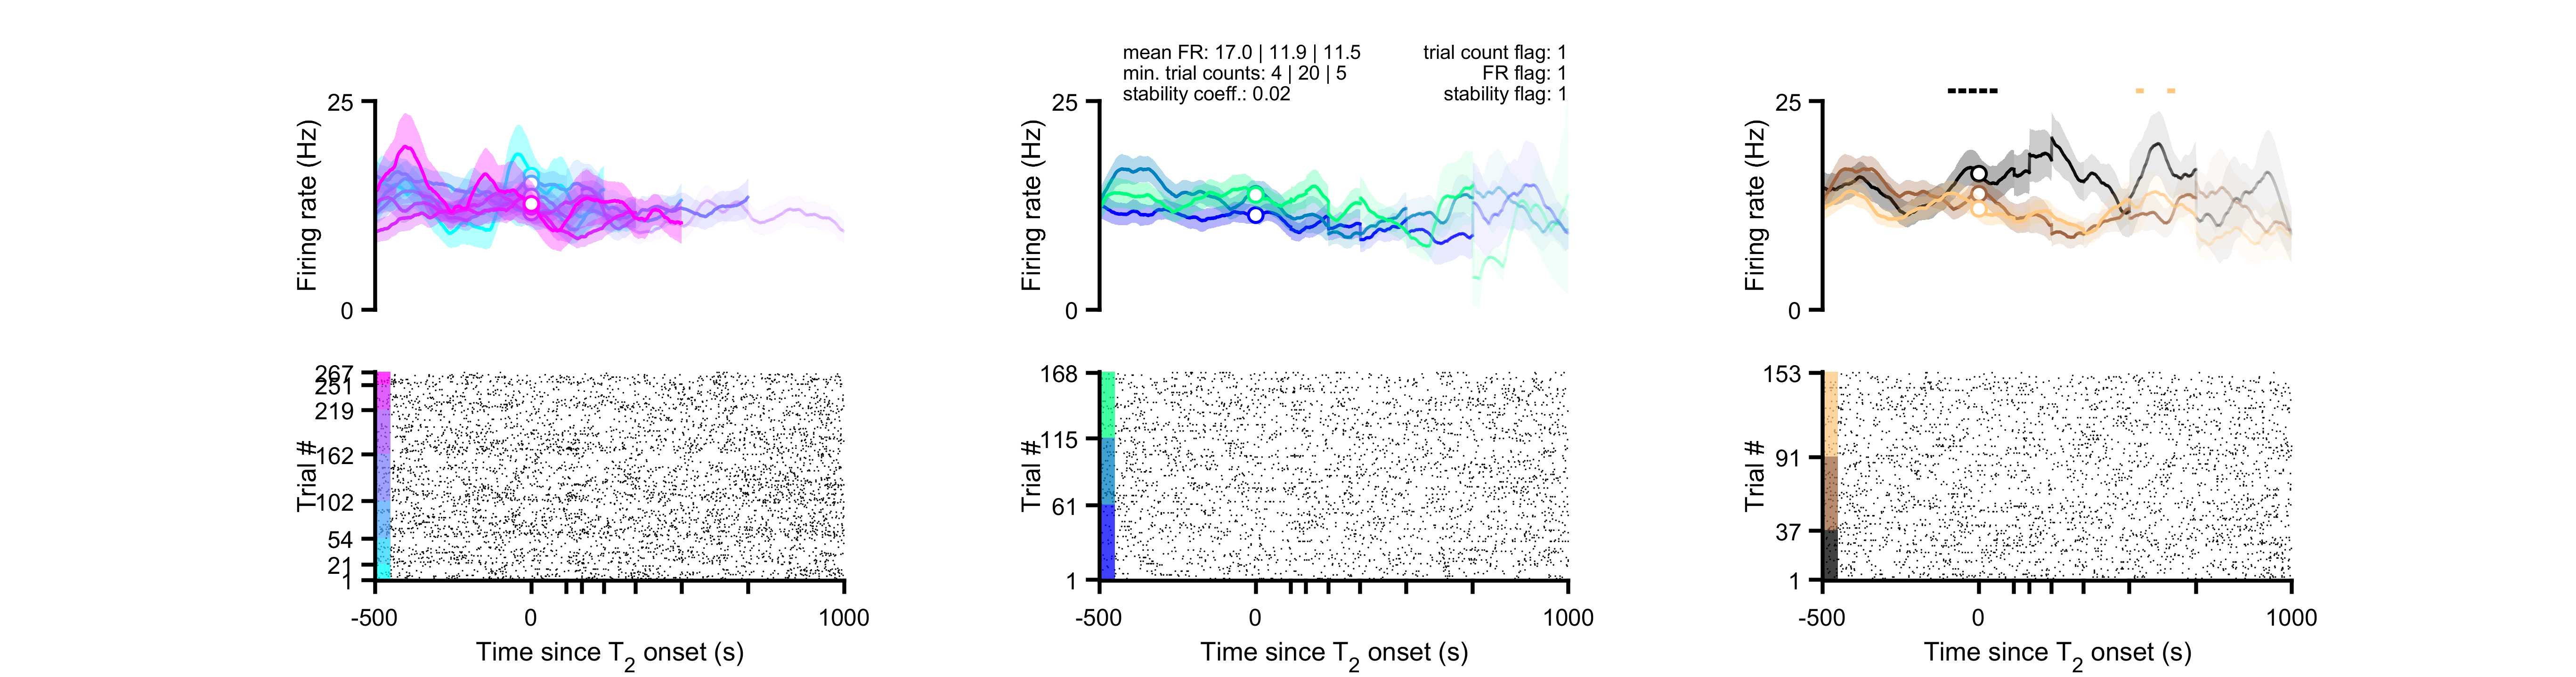 mean FR: 17.0 | 11.9 | 11.5
min. trial counts: 4 | 20 | 5
stability coeff.: 0.02
trial count flag: 1
FR flag: 1
stability flag: 1
25
Firing rate (Hz)
0
267
251
219
162
102
54
21
1
Trial #
-500
0
1000
Time since T2 onset (s)
25
Firing rate (Hz)
0
168
115
61
1
Trial #
-500
0
1000
Time since T2 onset (s)
25
Firing rate (Hz)
0
153
91
37
1
Trial #
-500
0
1000
Time since T2 onset (s)